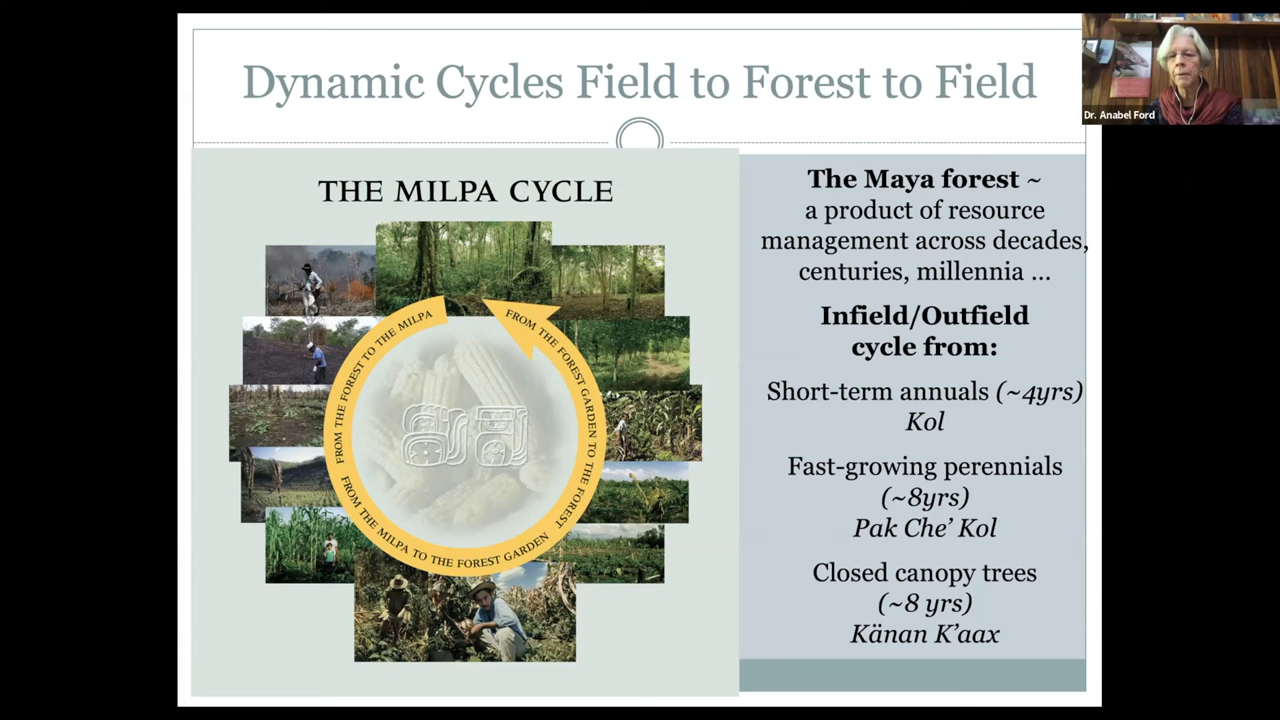 Dynamic Cycles Field to Forest to Field
Dr. Anabel Ford
THE MILPA CYCLE
FROM THE FOREST TO THE MILPA
FROM THE MILPA TO THE FOREST GARDEN
FROM THE FOREST GARDEN TO THE FOREST
The Maya forest ~
a product of resource
management across decades,
centuries, millennia ...
Infield/Outfield
cycle from:
Short-term annuals (~4yrs)
Kol
Fast-growing perennials
(~8yrs)
Pak Che’ Kol
Closed canopy trees
(~8 yrs)
Känan K’aax